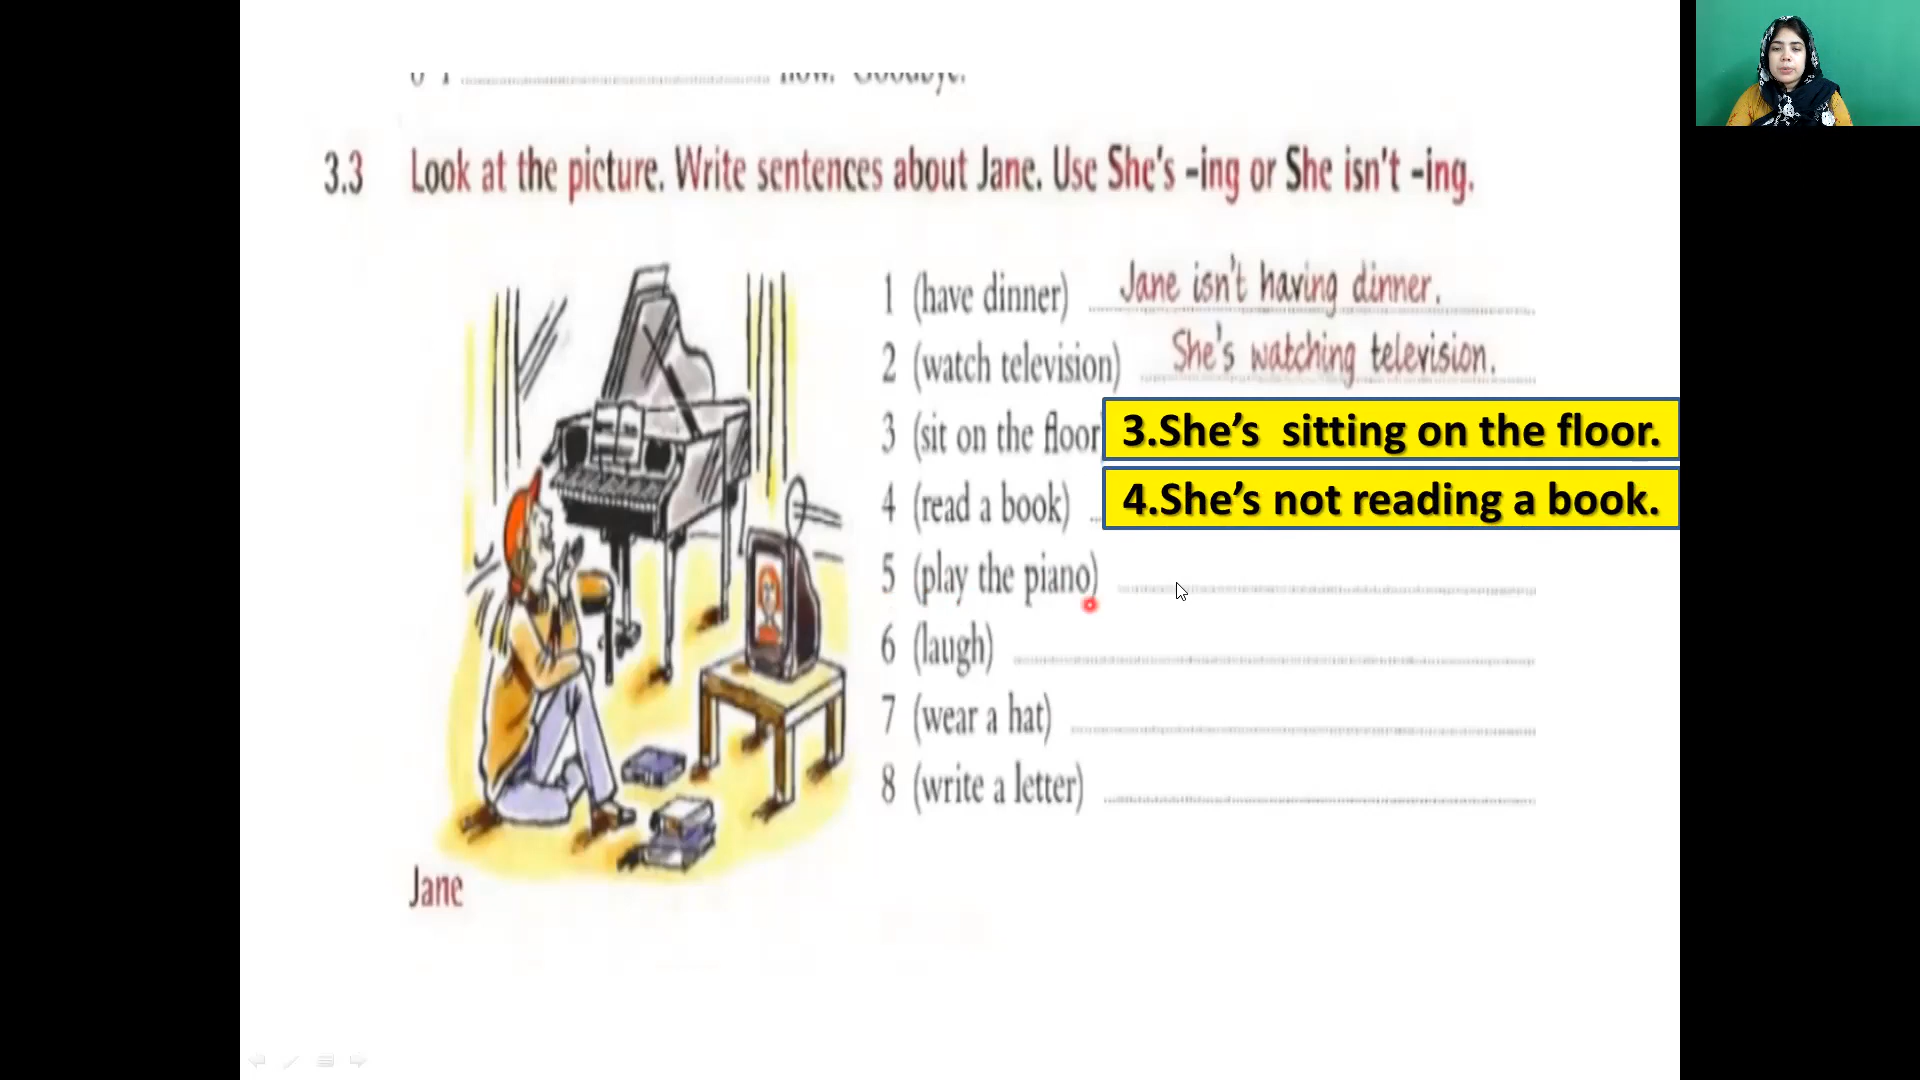 now. Goodbye.
3.3 Look at the picture. Write sentences about Jane. Use She's -ing or She isn't -ing.
1 (have dinner) Jane isn't having dinner.
2 (watch television) She's watching television.
3 (sit on the floor 3.She's sitting on the floor.
4 (read a book) 4.She's not reading a book.
5 (play the piano)
6 (laugh)
7 (wear a hat)
8 (write a letter)
Jane